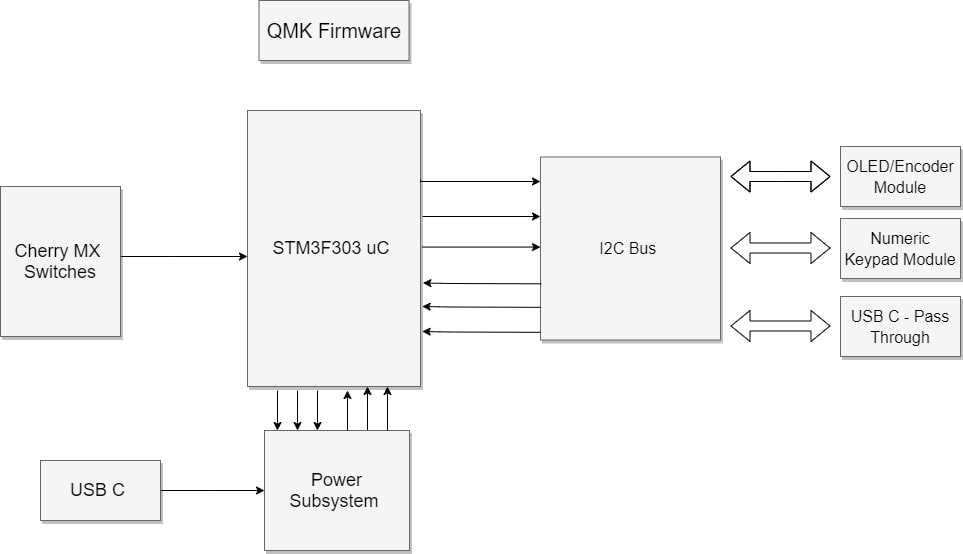 QMK Firmware
STM3F303 uC
Cherry MX
Switches
I2C Bus
OLED/Encoder
Module
Numeric
Keypad Module
USB C - Pass
Through
USB C
Power
Subsystem